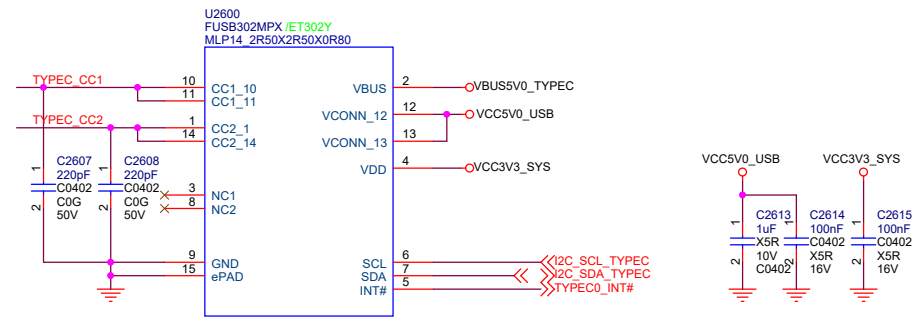 U2600
FUSB302MPX /ET302Y
MLP14_2R50X2R50X0R80
TYPEC_CC1
10
CC1_10
11
CC1_11
TYPEC_CC2
1
CC2_1
14
CC2_14
2
VBUS
VBUS5V0_TYPEC
12
VCONN_12
VCC5V0_USB
13
VCONN_13
4
VDD
VCC3V3_SYS
1
C2607
220pF
C0402
C0G
50V
2
1
C2608
220pF
C0402
C0G
50V
2
3
NC1
8
NC2
9
GND
15
ePAD
6
SCL
I2C_SCL_TYPEC
7
SDA
I2C_SDA_TYPEC
5
INT#
TYPEC0_INT#
VCC5V0_USB
VCC3V3_SYS
1
C2613
1uF
X5R
10V
C0402
2
1
C2614
100nF
C0402
X5R
16V
2
1
C2615
100nF
C0402
X5R
16V
2